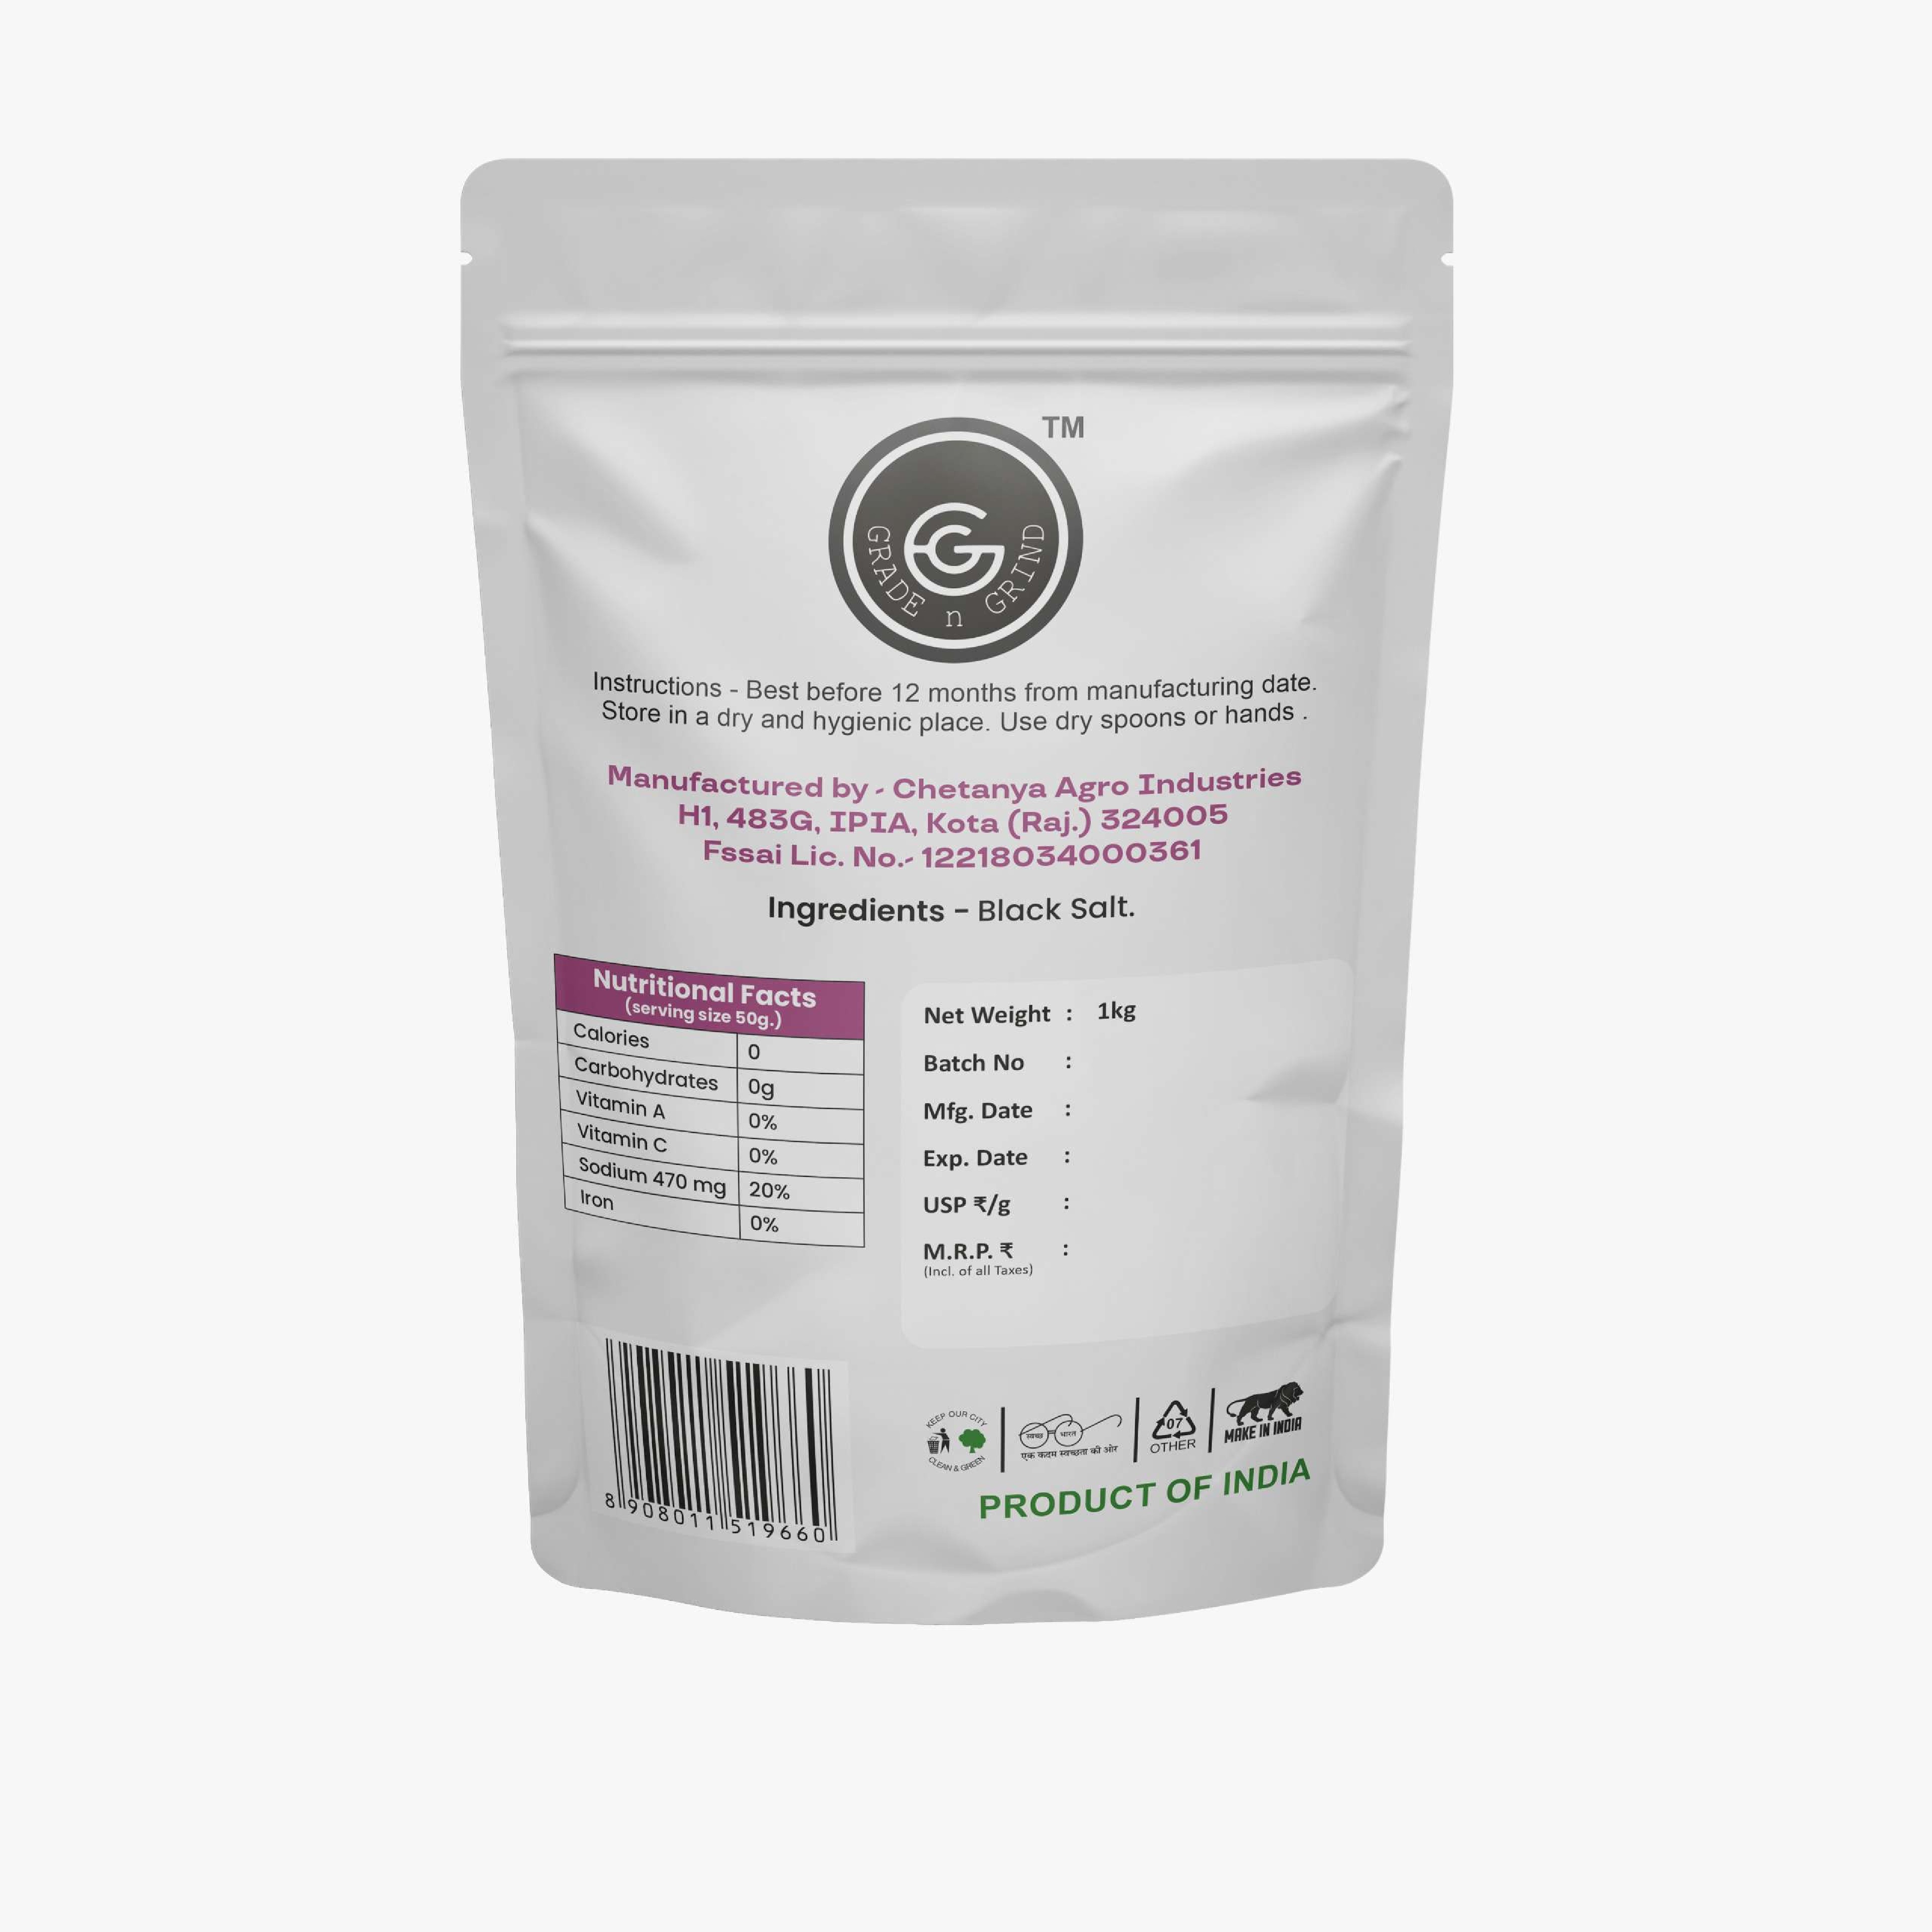 TM
G
GRADE n GRIND
Instructions - Best before 12 months from manufacturing date.
Store in a dry and hygienic place. Use dry spoons or hands .
Manufactured by - Chetanya Agro Industries
H1, 483G, IPIA, Kota (Raj.) 324005
Fssai Lic. No.- 12218034000361
Ingredients - Black Salt.
Nutritional Facts
(serving size 50g.)
Calories 0
Carbohydrates 0g
Vitamin A 0%
Vitamin C 0%
Sodium 470 mg 20%
Iron 0%
Net Weight : 1kg
Batch No :
Mfg. Date :
Exp. Date :
USP ₹/g :
M.R.P. ₹ :
(Incl. of all Taxes)
8 908011 519660
KEEP OUR CITY
CLEAN & GREEN
स्वच्छ भारत
एक कदम स्वच्छता की ओर
07
OTHER
MAKE IN INDIA
PRODUCT OF INDIA